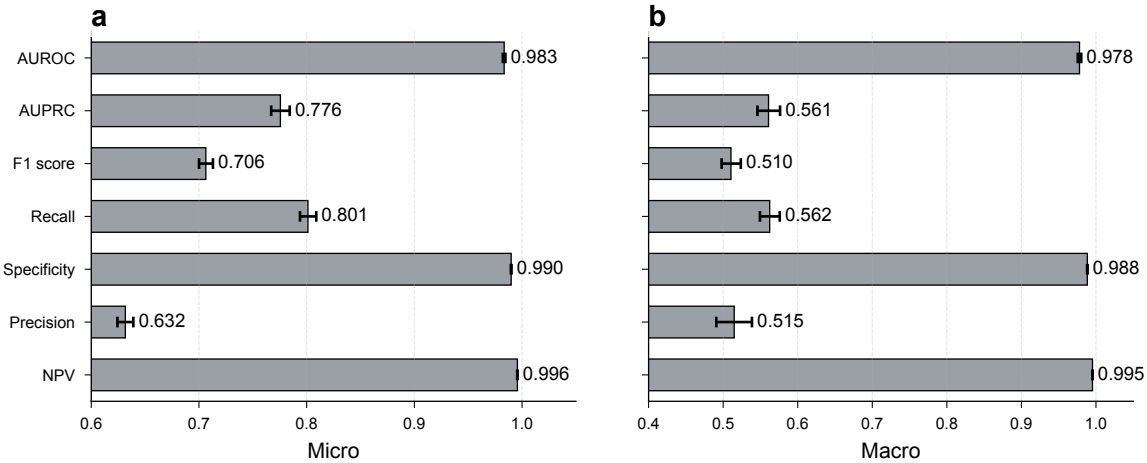 a
AUROC 0.983
AUPRC 0.776
F1 score 0.706
Recall 0.801
Specificity 0.990
Precision 0.632
NPV 0.996
0.6 0.7 0.8 0.9 1.0
Micro
b
0.978
0.561
0.510
0.562
0.988
0.515
0.995
0.4 0.5 0.6 0.7 0.8 0.9 1.0
Macro